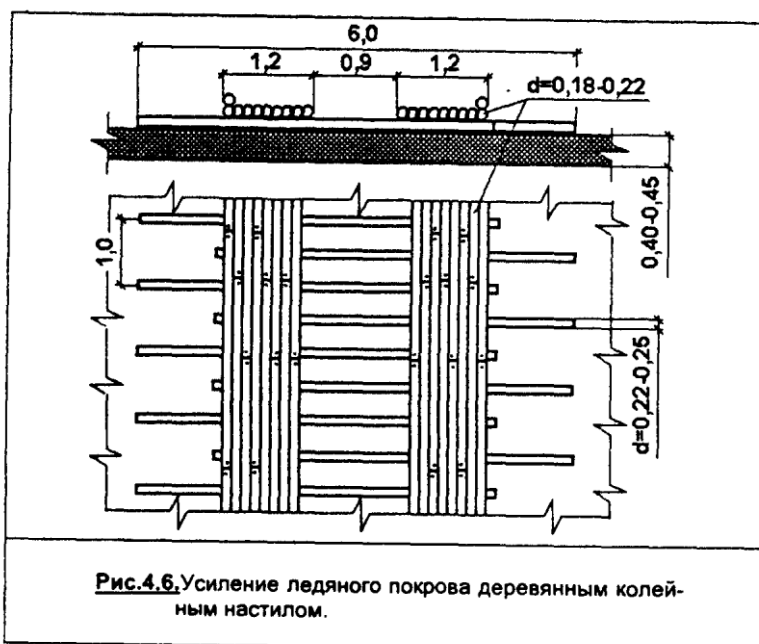 6,0
1,2
0,9
1,2
d=0,18-0,22
0,40-0,45
1,0
d=0,22-0,25
Рис.4.6.Усиление ледяного покрова деревянным колей-
ным настилом.